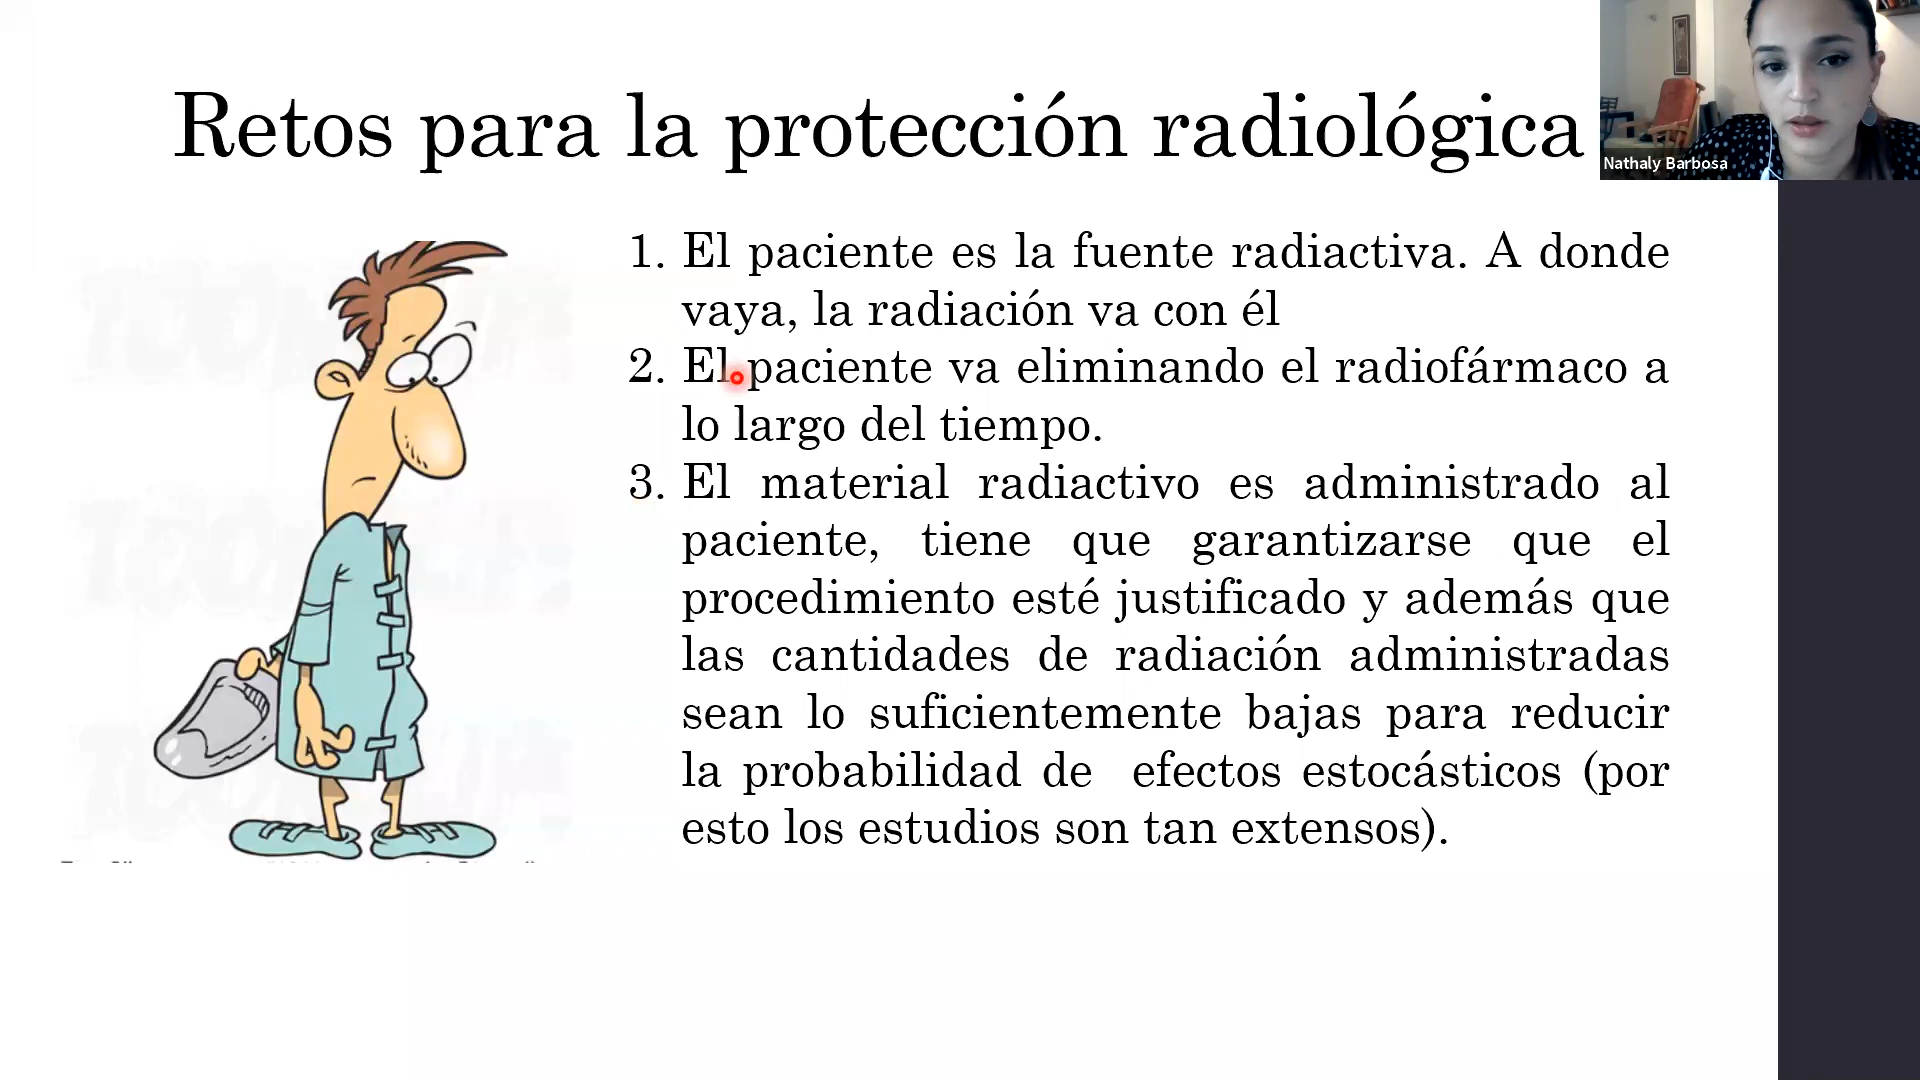 Retos para la protección radiológica
Nathaly Barbosa
1. El paciente es la fuente radiactiva. A donde
vaya, la radiación va con él
2. El paciente va eliminando el radiofármaco a
lo largo del tiempo.
3. El material radiactivo es administrado al
paciente, tiene que garantizarse que el
procedimiento esté justificado y además que
las cantidades de radiación administradas
sean lo suficientemente bajas para reducir
la probabilidad de efectos estocásticos (por
esto los estudios son tan extensos).